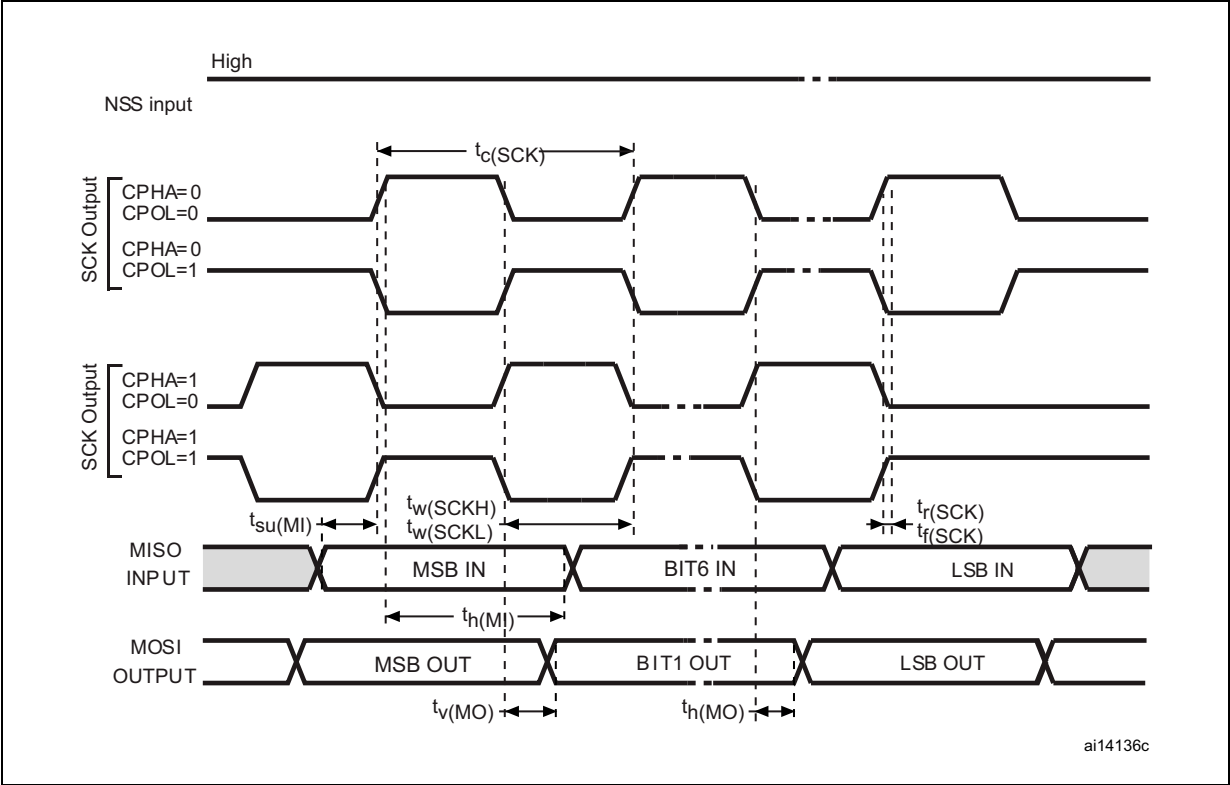 High
NSS input
tc(SCK)
SCK Output
CPHA=0
CPOL=0
CPHA=0
CPOL=1
SCK Output
CPHA=1
CPOL=0
CPHA=1
CPOL=1
tsu(MI)
tw(SCKH)
tw(SCKL)
tr(SCK)
tf(SCK)
MISO
INPUT
MSB IN
BIT6 IN
LSB IN
th(MI)
MOSI
OUTPUT
MSB OUT
BIT1 OUT
LSB OUT
tv(MO)
th(MO)
ai14136c